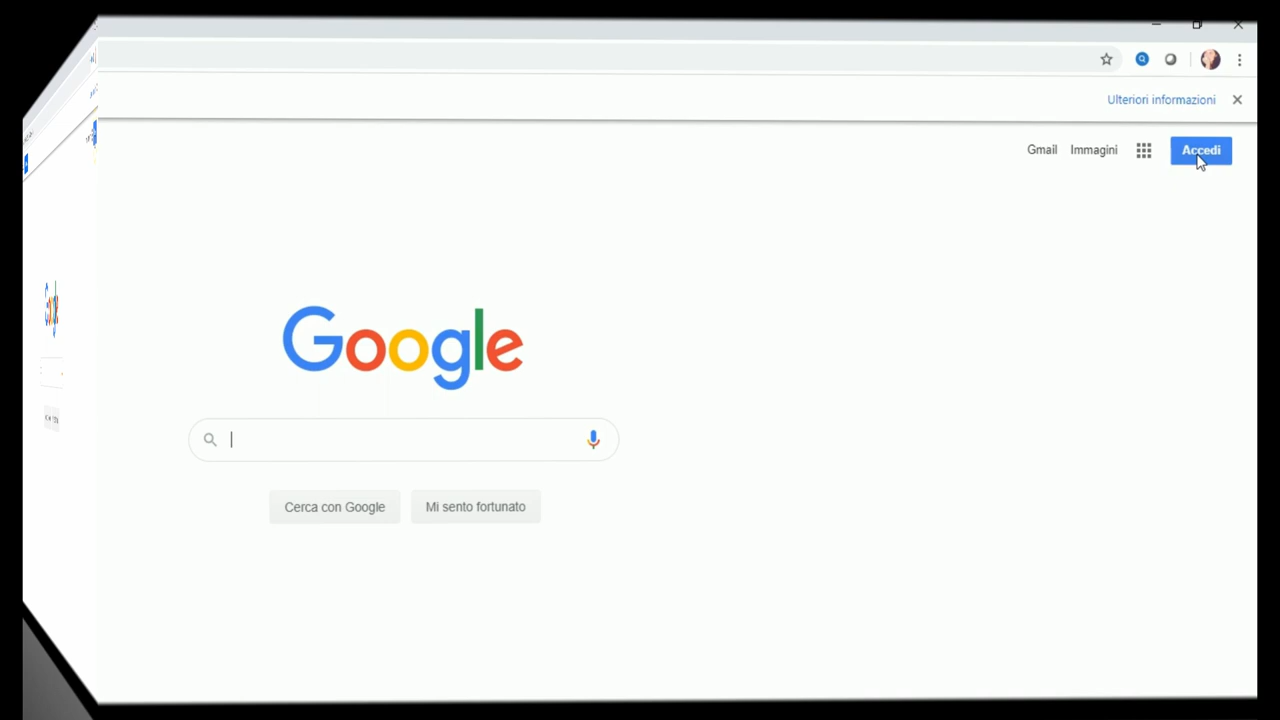 Ulteriori informazioni
Gmail Immagini Accedi
Google
Cerca con Google Mi sento fortunato